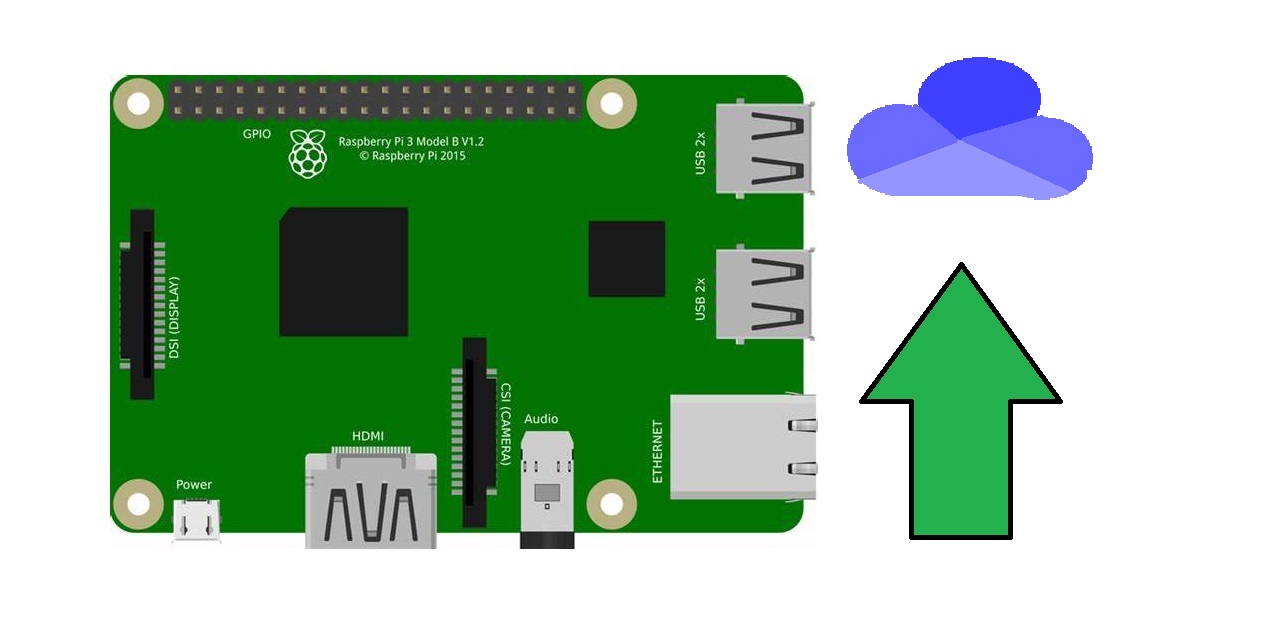 GPIO
Raspberry Pi 3 Model B V1.2
© Raspberry Pi 2015
USB 2x
DSI (DISPLAY)
USB 2x
CSI (CAMERA)
Audio
ETHERNET
HDMI
Power